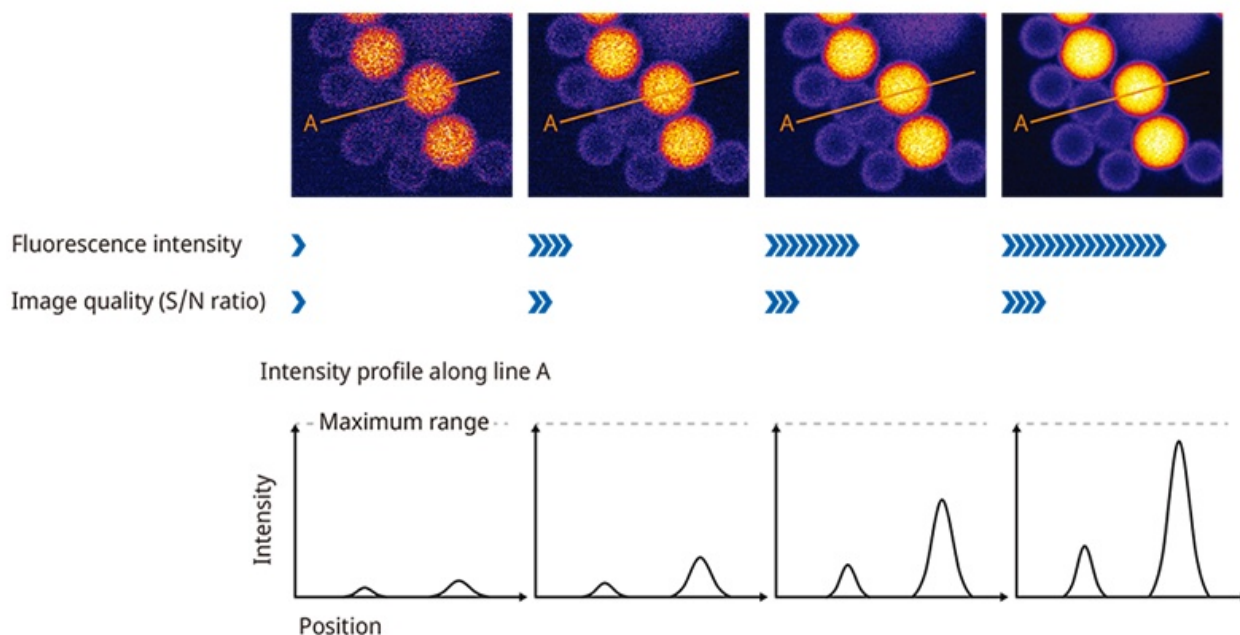 A
A
A
A
Fluorescence intensity
Image quality (S/N ratio)
Intensity profile along line A
Maximum range
Intensity
Position